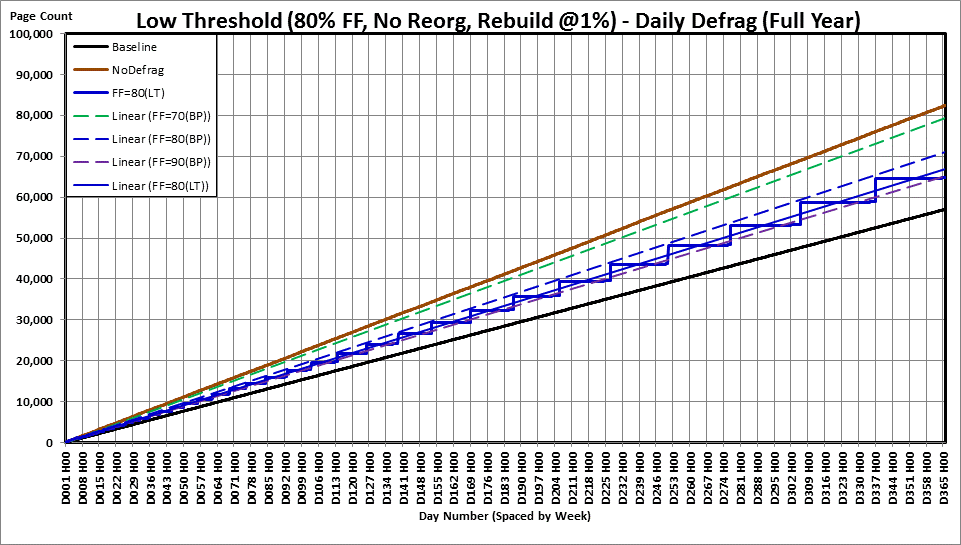 Page Count
Low Threshold (80% FF, No Reorg, Rebuild @1%) - Daily Defrag (Full Year)
100,000
90,000
80,000
70,000
60,000
50,000
40,000
30,000
20,000
10,000
0
Baseline
NoDefrag
FF=80(LT)
Linear (FF=70(BP))
Linear (FF=80(BP))
Linear (FF=90(BP))
Linear (FF=80(LT))
D001 H00
D008 H00
D015 H00
D022 H00
D029 H00
D036 H00
D043 H00
D050 H00
D057 H00
D064 H00
D071 H00
D078 H00
D085 H00
D092 H00
D099 H00
D106 H00
D113 H00
D120 H00
D127 H00
D134 H00
D141 H00
D148 H00
D155 H00
D162 H00
D169 H00
D176 H00
D183 H00
D190 H00
D197 H00
D204 H00
D211 H00
D218 H00
D225 H00
D232 H00
D239 H00
D246 H00
D253 H00
D260 H00
D267 H00
D274 H00
D281 H00
D288 H00
D295 H00
D302 H00
D309 H00
D316 H00
D323 H00
D330 H00
D337 H00
D344 H00
D351 H00
D358 H00
D365 H00
Day Number (Spaced by Week)